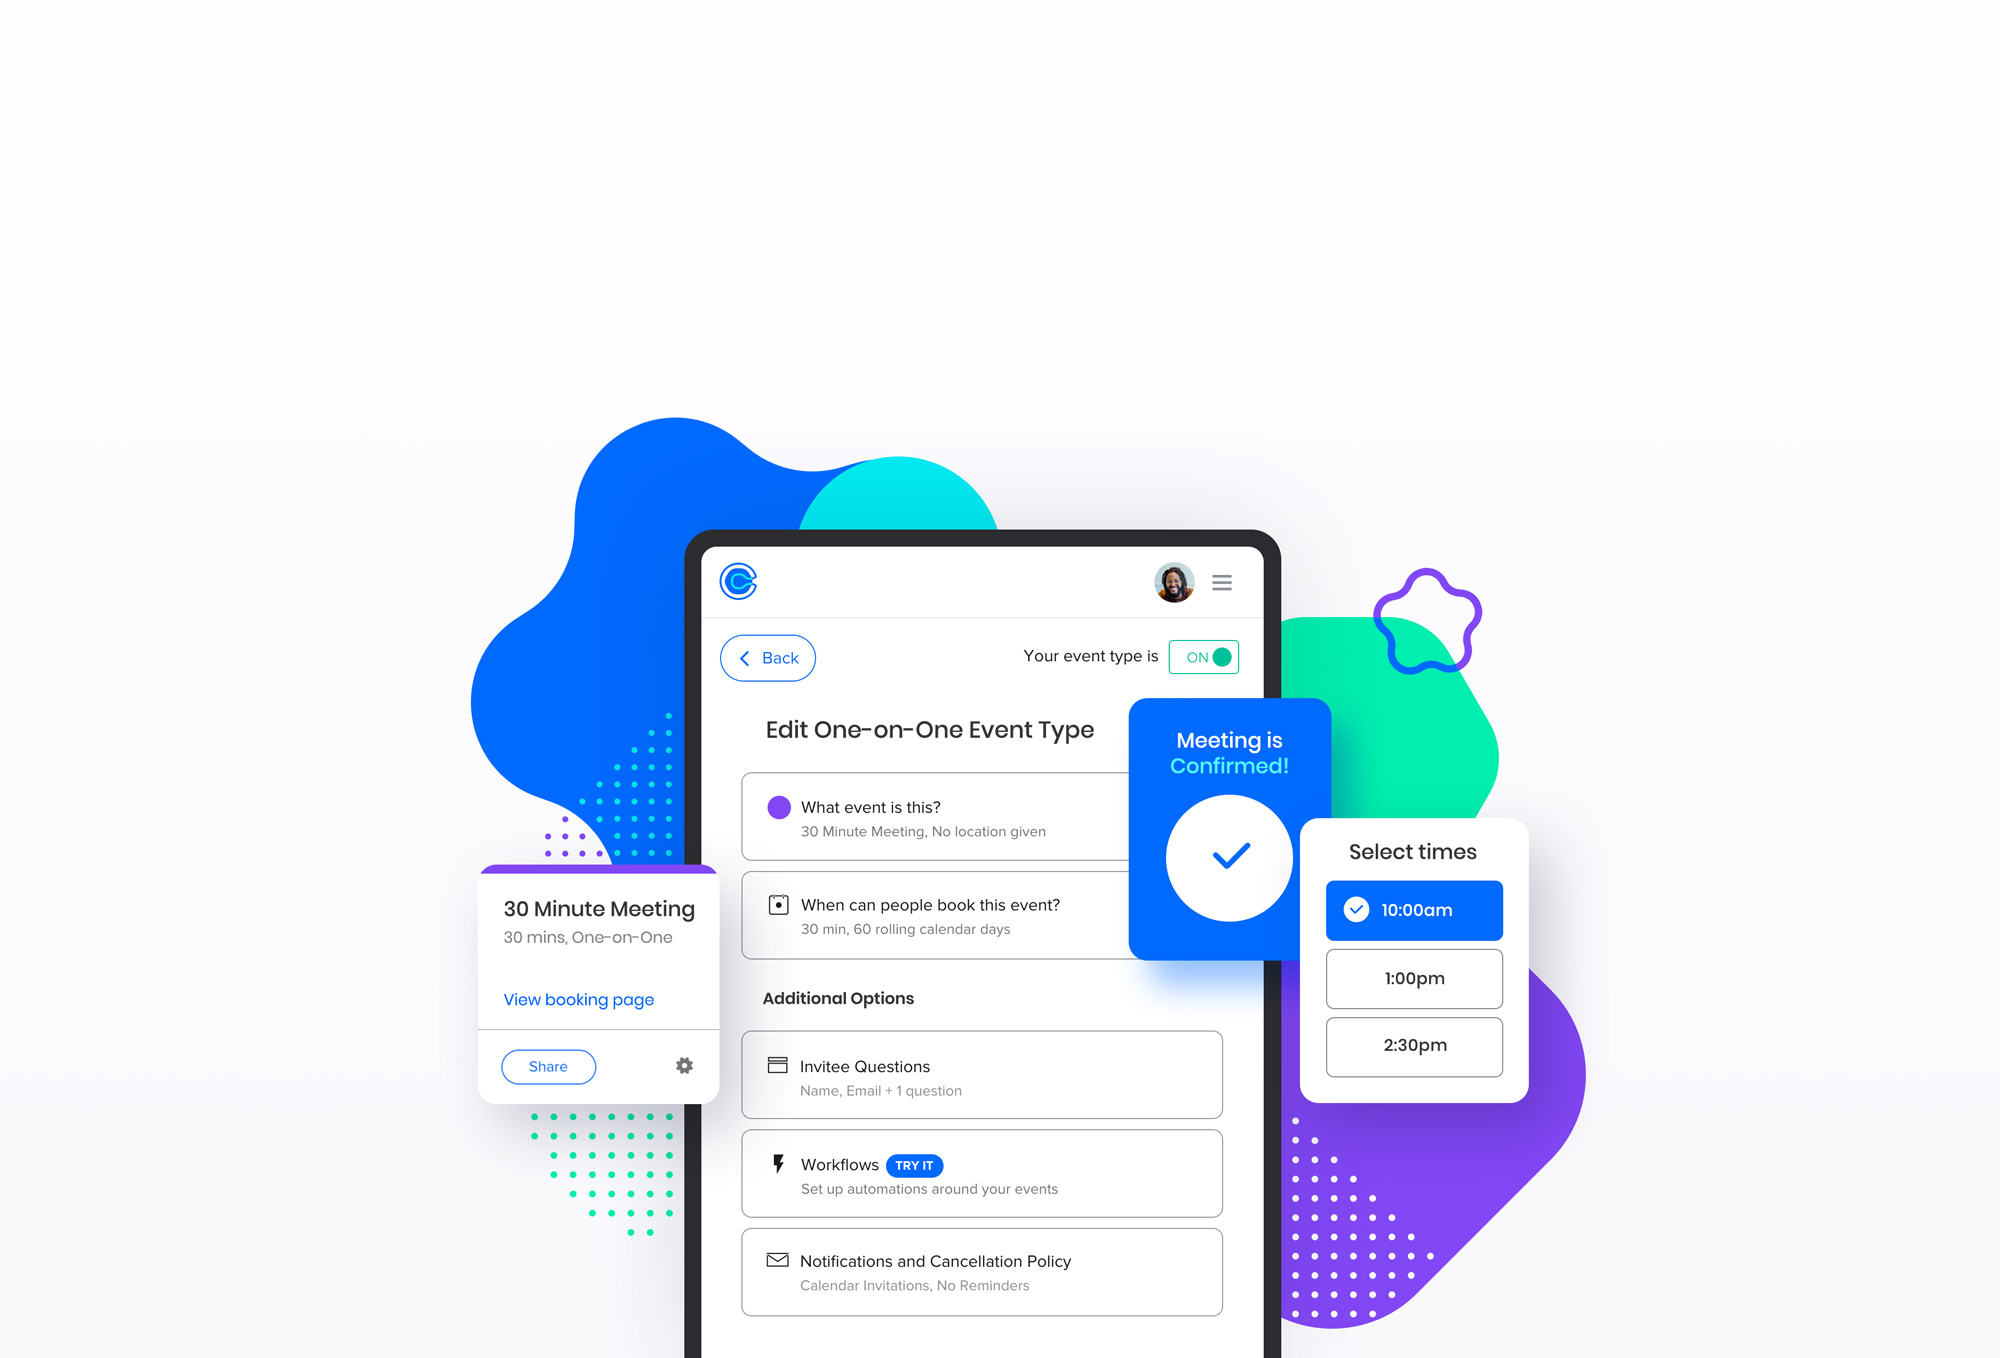 Back
Your event type is
ON
Edit One-on-One Event Type
What event is this?
30 Minute Meeting, No location given
When can people book this event?
30 min, 60 rolling calendar days
Additional Options
Invitee Questions
Name, Email + 1 question
Workflows TRY IT
Set up automations around your events
Notifications and Cancellation Policy
Calendar Invitations, No Reminders
30 Minute Meeting
30 mins, One-on-One
View booking page
Share
Meeting is
Confirmed!
Select times
10:00am
1:00pm
2:30pm